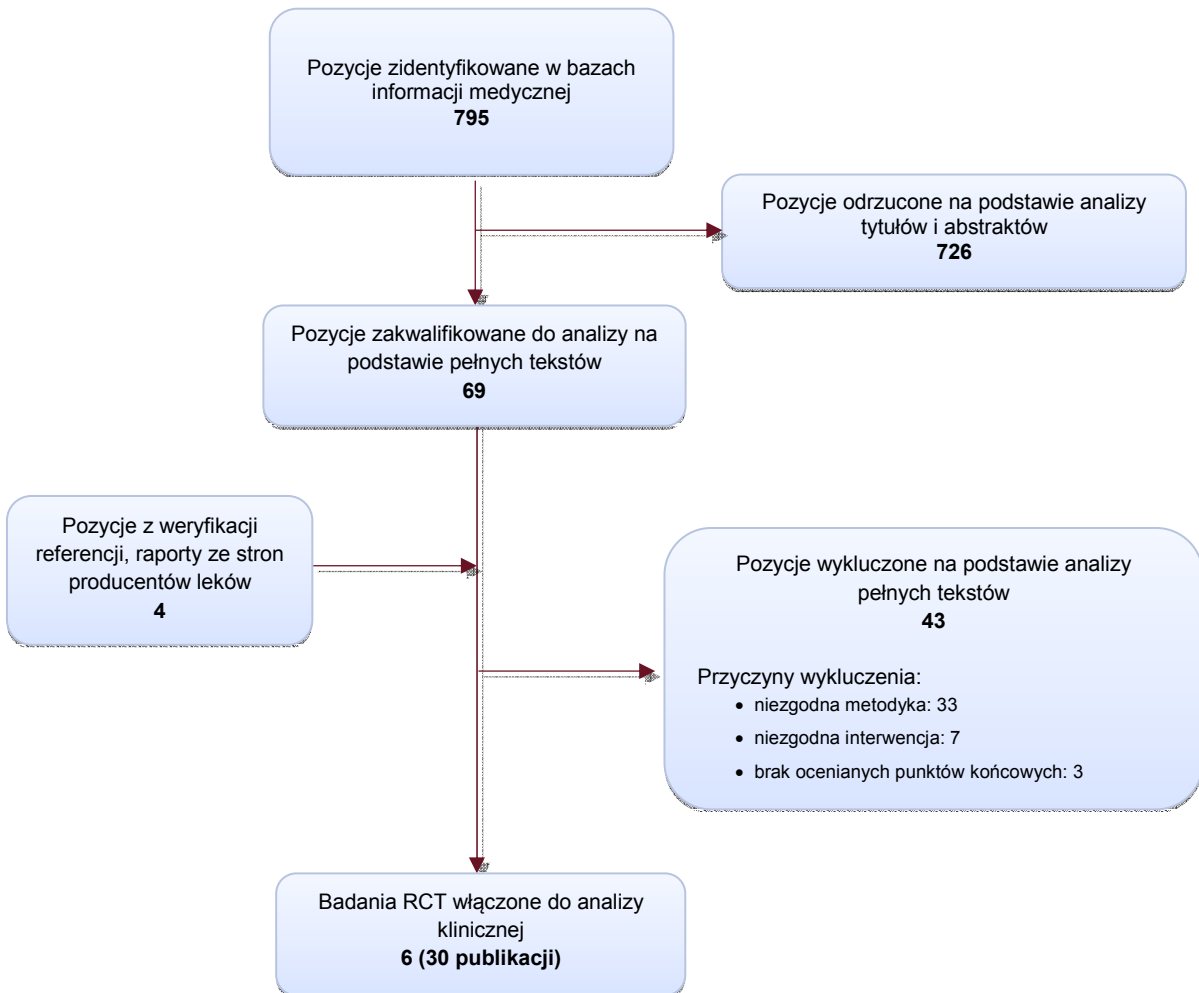 Pozycje zidentyfikowane w bazach
informacji medycznej
795
Pozycje odrzucone na podstawie analizy
tytułów i abstraktów
726
Pozycje zakwalifikowane do analizy na
podstawie pełnych tekstów
69
Pozycje z weryfikacji
referencji, raporty ze stron
producentów leków
4
Pozycje wykluczone na podstawie analizy
pełnych tekstów
43
Przyczyny wykluczenia:
• niezgodna metodyka: 33
• niezgodna interwencja: 7
• brak ocenianych punktów końcowych: 3
Badania RCT włączone do analizy
klinicznej
6 (30 publikacji)